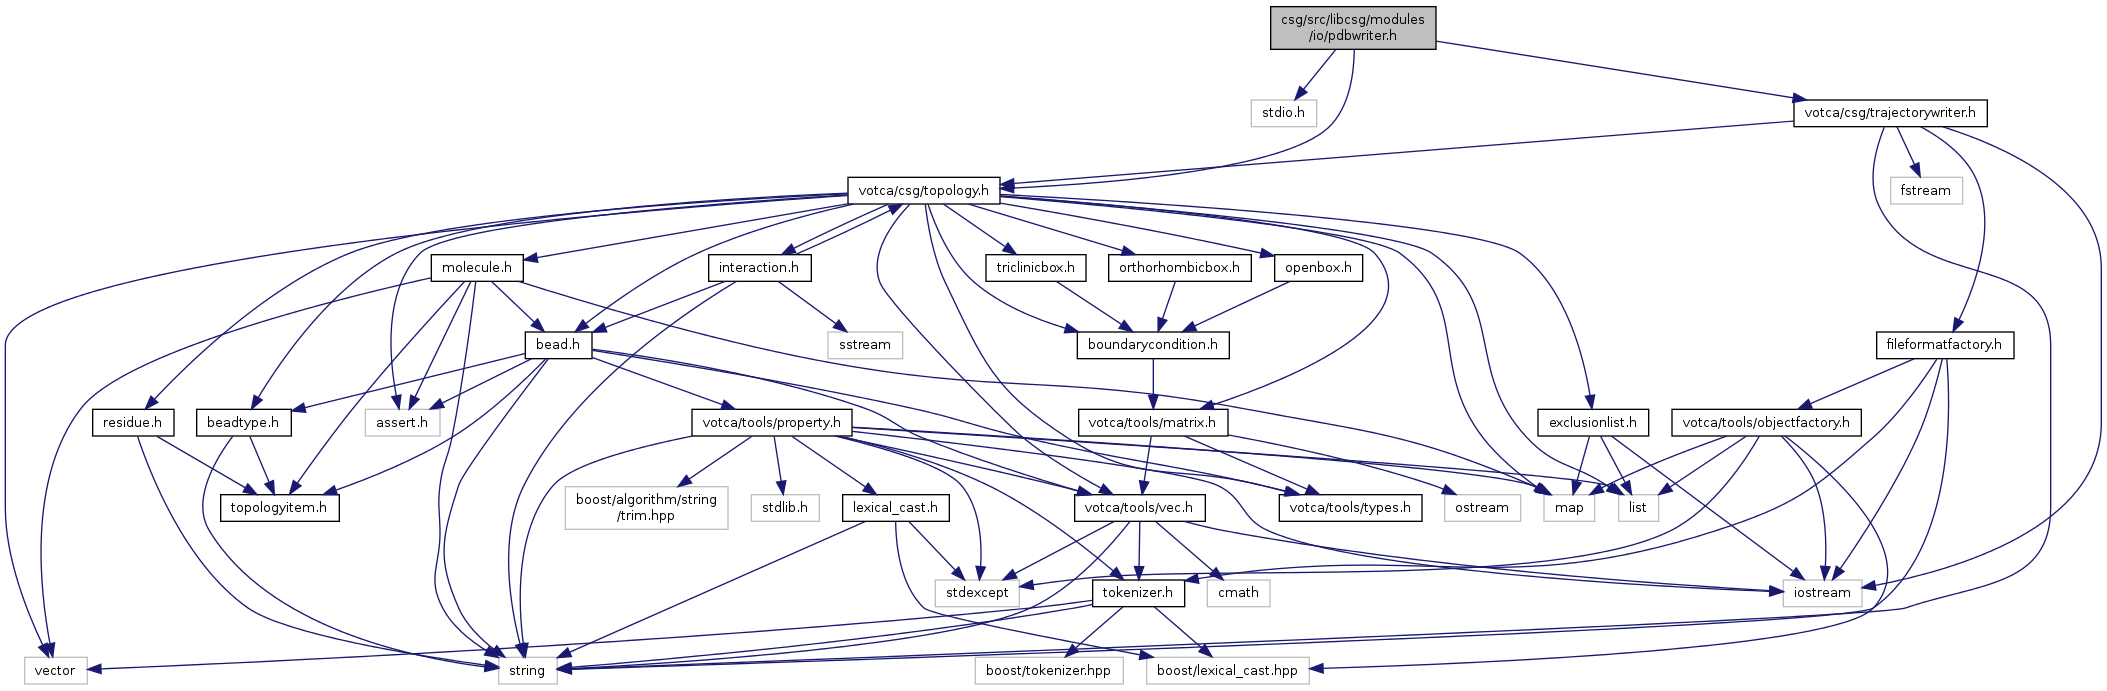 csg/src/libcsg/modules
/io/pdbwriter.h
stdio.h
votca/csg/trajectorywriter.h
votca/csg/topology.h
fstream
molecule.h
interaction.h
triclinicbox.h
orthorhombicbox.h
openbox.h
bead.h
sstream
boundarycondition.h
fileformatfactory.h
residue.h
beadtype.h
assert.h
votca/tools/property.h
votca/tools/matrix.h
exclusionlist.h
votca/tools/objectfactory.h
topologyitem.h
boost/algorithm/string
/trim.hpp
stdlib.h
lexical_cast.h
votca/tools/vec.h
votca/tools/types.h
ostream
map
list
stdexcept
tokenizer.h
cmath
iostream
vector
string
boost/tokenizer.hpp
boost/lexical_cast.hpp